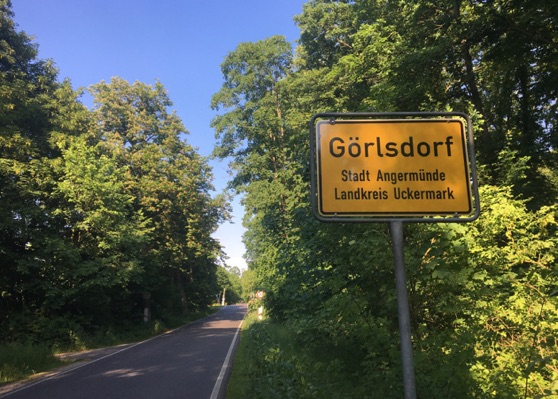 Görlsdorf
Stadt Angermünde
Landkreis Uckermark